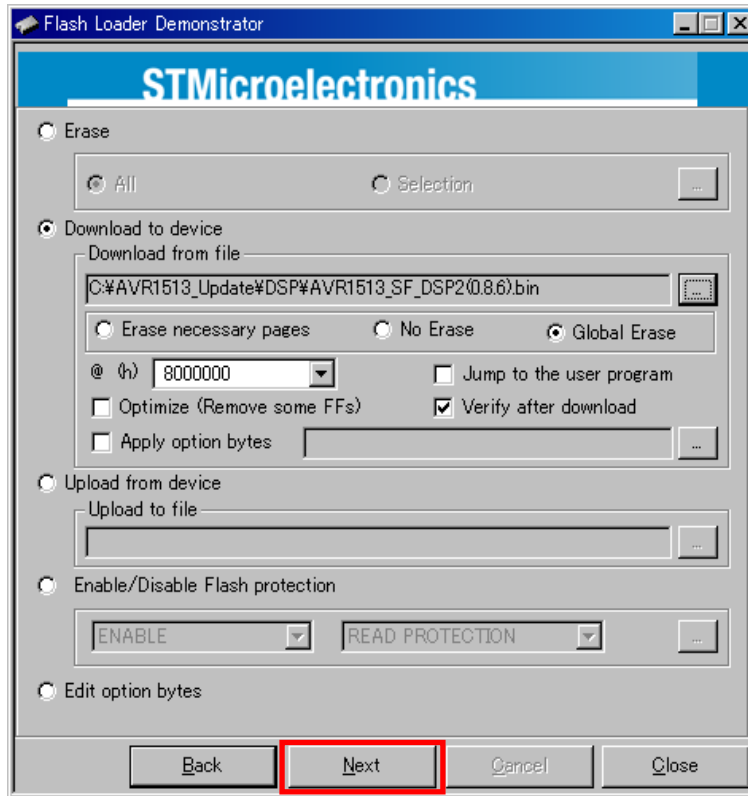 Flash Loader Demonstrator
STMicroelectronics
Erase
All Selection ...
Download to device
Download from file
C:¥AVR1513_Update¥DSP¥AVR1513_SF_DSP2(0.8.6).bin ...
Erase necessary pages No Erase Global Erase
@ (h) 8000000 Jump to the user program
Optimize (Remove some FFs) Verify after download
Apply option bytes ...
Upload from device
Upload to file
...
Enable/Disable Flash protection
ENABLE READ PROTECTION ...
Edit option bytes
Back Next Cancel Close